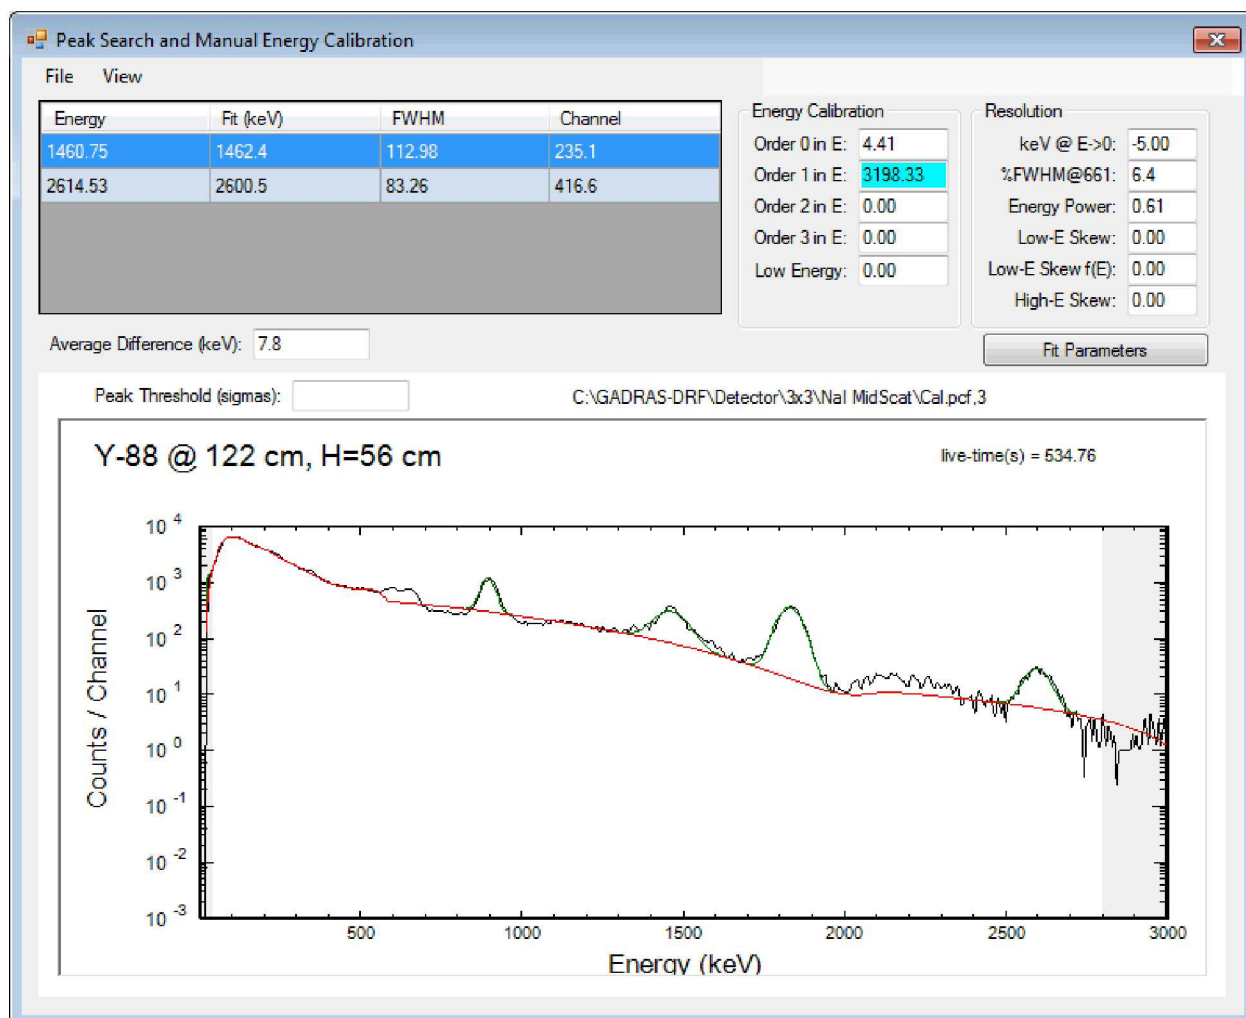 Peak Search and Manual Energy Calibration
File View
Energy Fit (keV) FWHM Channel
1460.75 1462.4 112.98 235.1
2614.53 2600.5 83.26 416.6
Energy Calibration
Order 0 in E: 4.41
Order 1 in E: 3198.33
Order 2 in E: 0.00
Order 3 in E: 0.00
Low Energy: 0.00
Resolution
keV @ E->0: -5.00
%FWHM@661: 6.4
Energy Power: 0.61
Low-E Skew: 0.00
Low-E Skew f(E): 0.00
High-E Skew: 0.00
Average Difference (keV): 7.8
Fit Parameters
Peak Threshold (sigmas):
C:\GADRAS-DRF\Detector\3x3\NaI MidScat\Cal.pcf,3
Y-88 @ 122 cm, H=56 cm
live-time(s) = 534.76
Counts / Channel
10 4
10 3
10 2
10 1
10 0
10 -1
10 -2
10 -3
500 1000 1500 2000 2500 3000
Energy (keV)